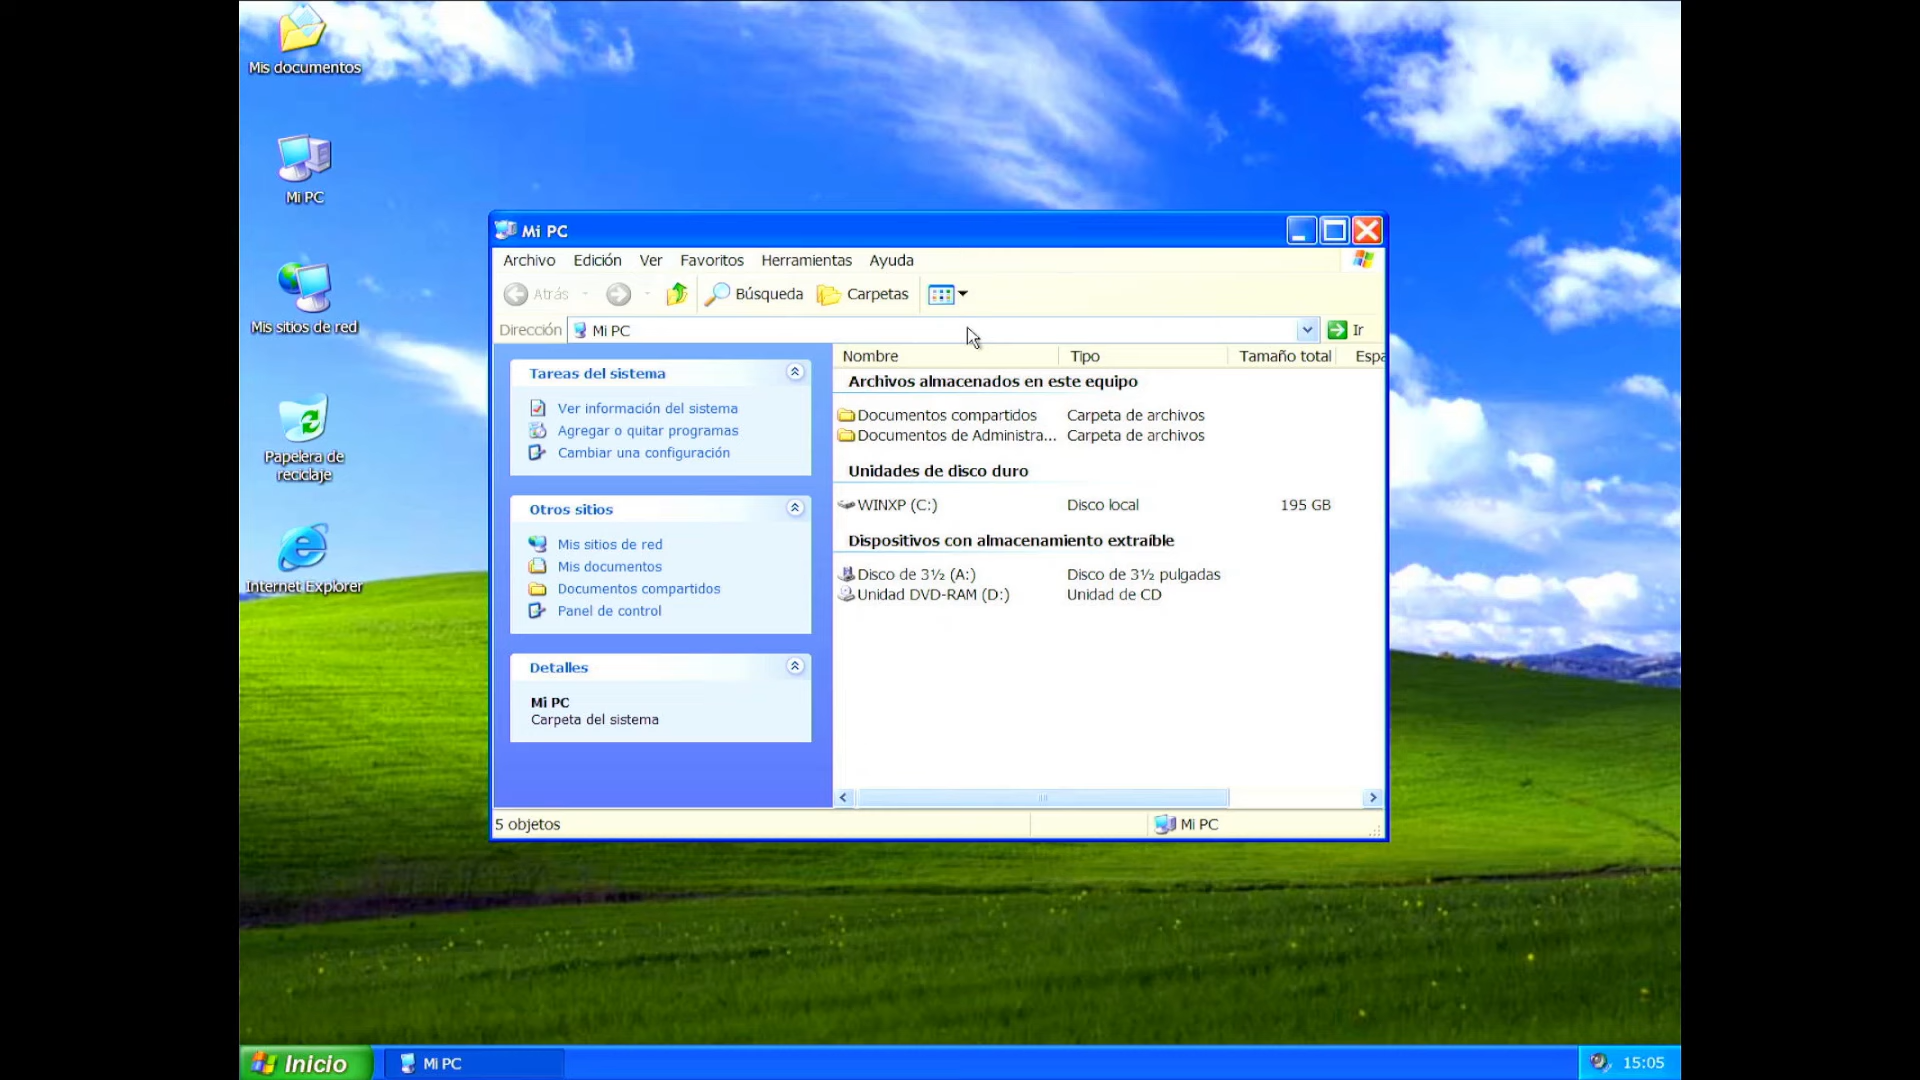 Mis documentos
Mi PC
Mis sitios de red
Papelera de
reciclaje
Internet Explorer
Mi PC
Archivo Edición Ver Favoritos Herramientas Ayuda
Atrás Búsqueda Carpetas
Dirección Mi PC Ir
Tareas del sistema
Ver información del sistema
Agregar o quitar programas
Cambiar una configuración
Otros sitios
Mis sitios de red
Mis documentos
Documentos compartidos
Panel de control
Detalles
Mi PC
Carpeta del sistema
Nombre Tipo Tamaño total Espa
Archivos almacenados en este equipo
Documentos compartidos Carpeta de archivos
Documentos de Administra... Carpeta de archivos
Unidades de disco duro
WINXP (C:) Disco local 195 GB
Dispositivos con almacenamiento extraíble
Disco de 3½ (A:) Disco de 3½ pulgadas
Unidad DVD-RAM (D:) Unidad de CD
5 objetos Mi PC
Inicio Mi PC 15:05